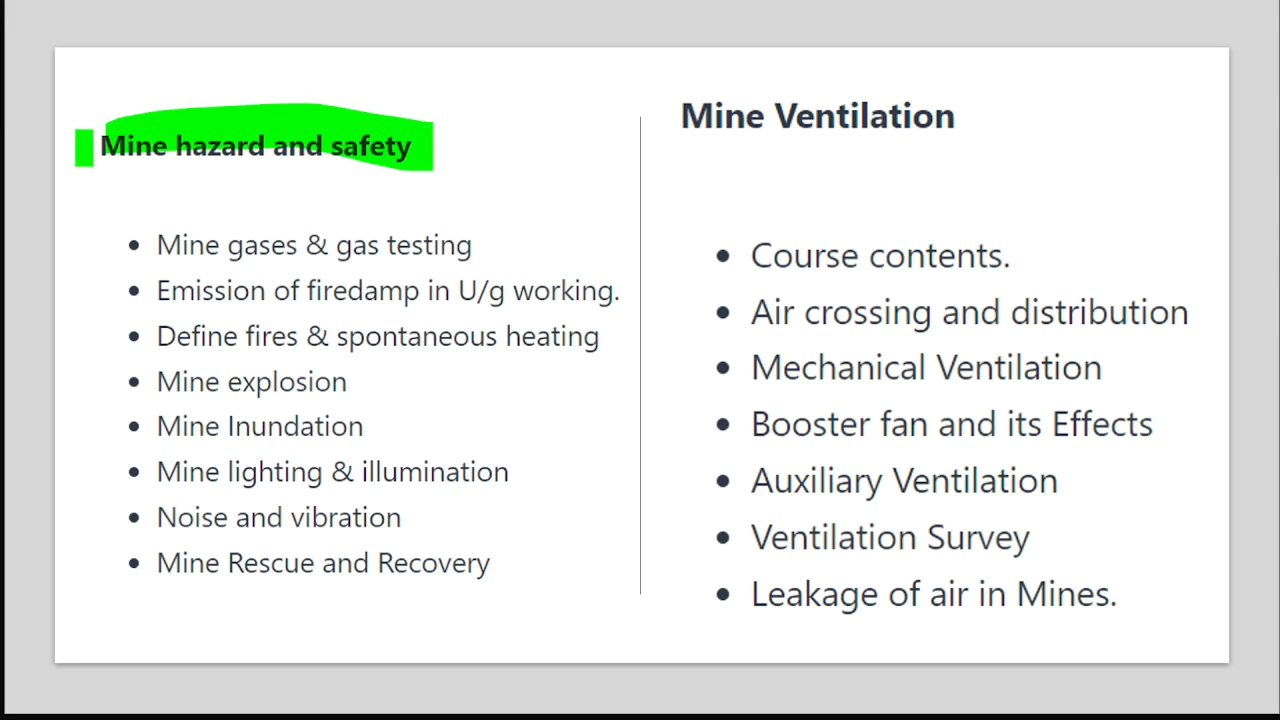 Mine hazard and safety
Mine gases & gas testing
Emission of firedamp in U/g working.
Define fires & spontaneous heating
Mine explosion
Mine Inundation
Mine lighting & illumination
Noise and vibration
Mine Rescue and Recovery
Mine Ventilation
Course contents.
Air crossing and distribution
Mechanical Ventilation
Booster fan and its Effects
Auxiliary Ventilation
Ventilation Survey
Leakage of air in Mines.